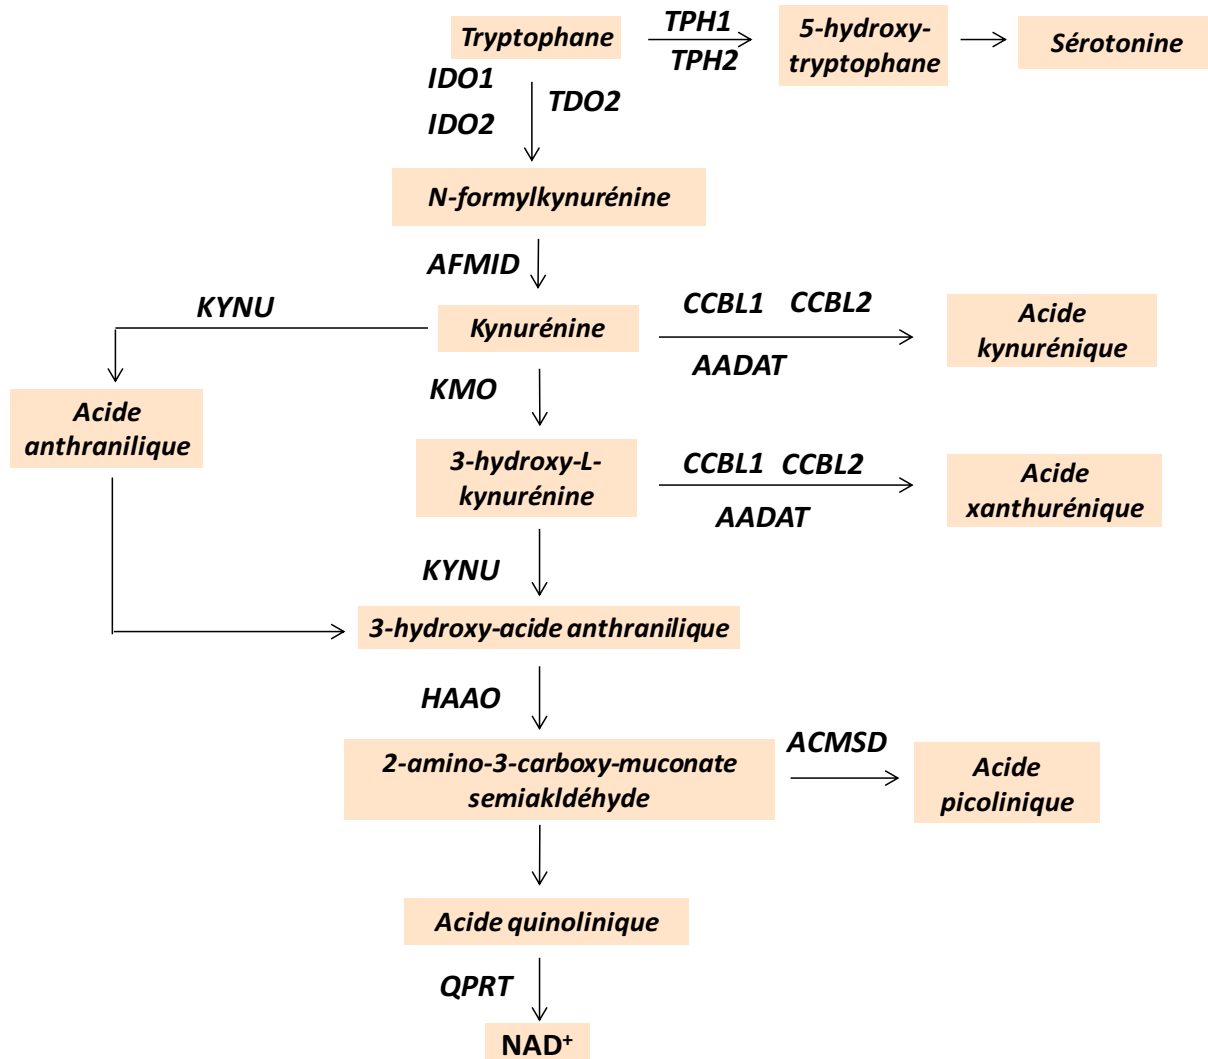 Tryptophane
TPH1
TPH2
5-hydroxy-
tryptophane
Sérotonine
IDO1
IDO2
TDO2
N-formylkynurénine
AFMID
KYNU
Kynurénine
CCBL1 CCBL2
AADAT
Acide
kynurénique
KMO
Acide
anthranilique
3-hydroxy-L-
kynurénine
CCBL1 CCBL2
AADAT
Acide
xanthurénique
KYNU
3-hydroxy-acide anthranilique
HAAO
2-amino-3-carboxy-muconate
semiakldéhyde
ACMSD
Acide
picolinique
Acide quinolinique
QPRT
NAD⁺